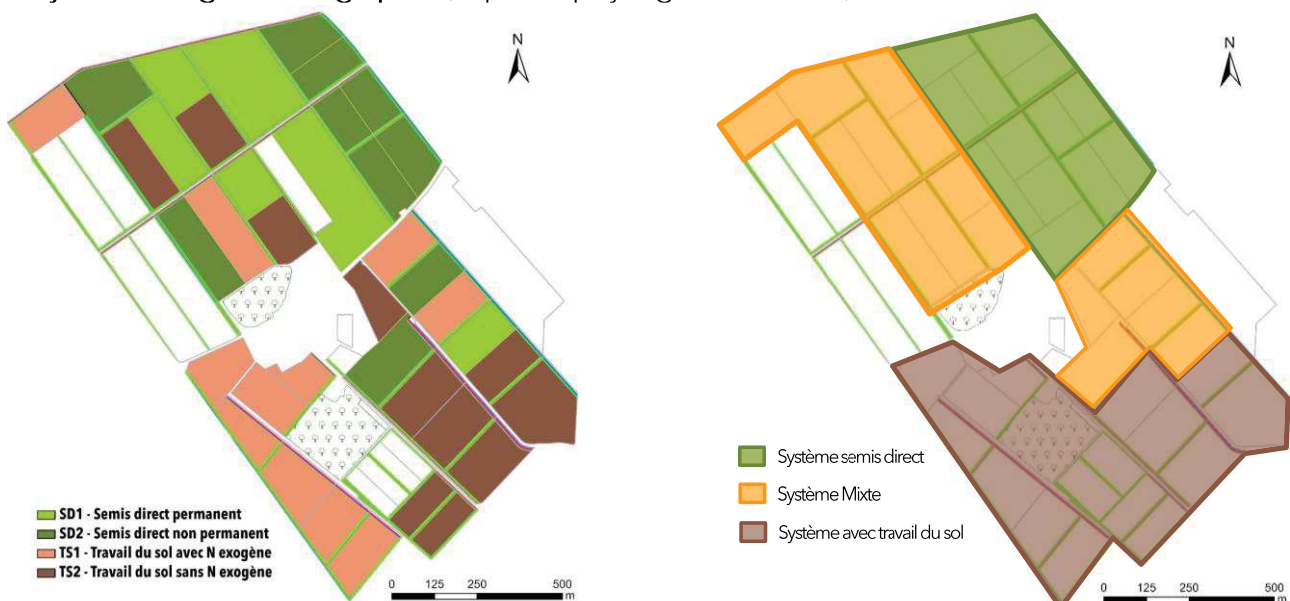 N
N
SD1 - Semis direct permanent
SD2 - Semis direct non permanent
TS1 - Travail du sol avec N exogène
TS2 - Travail du sol sans N exogène
0 125 250 500
m
Système semis direct
Système Mixte
Système avec travail du sol
0 125 250 500
m